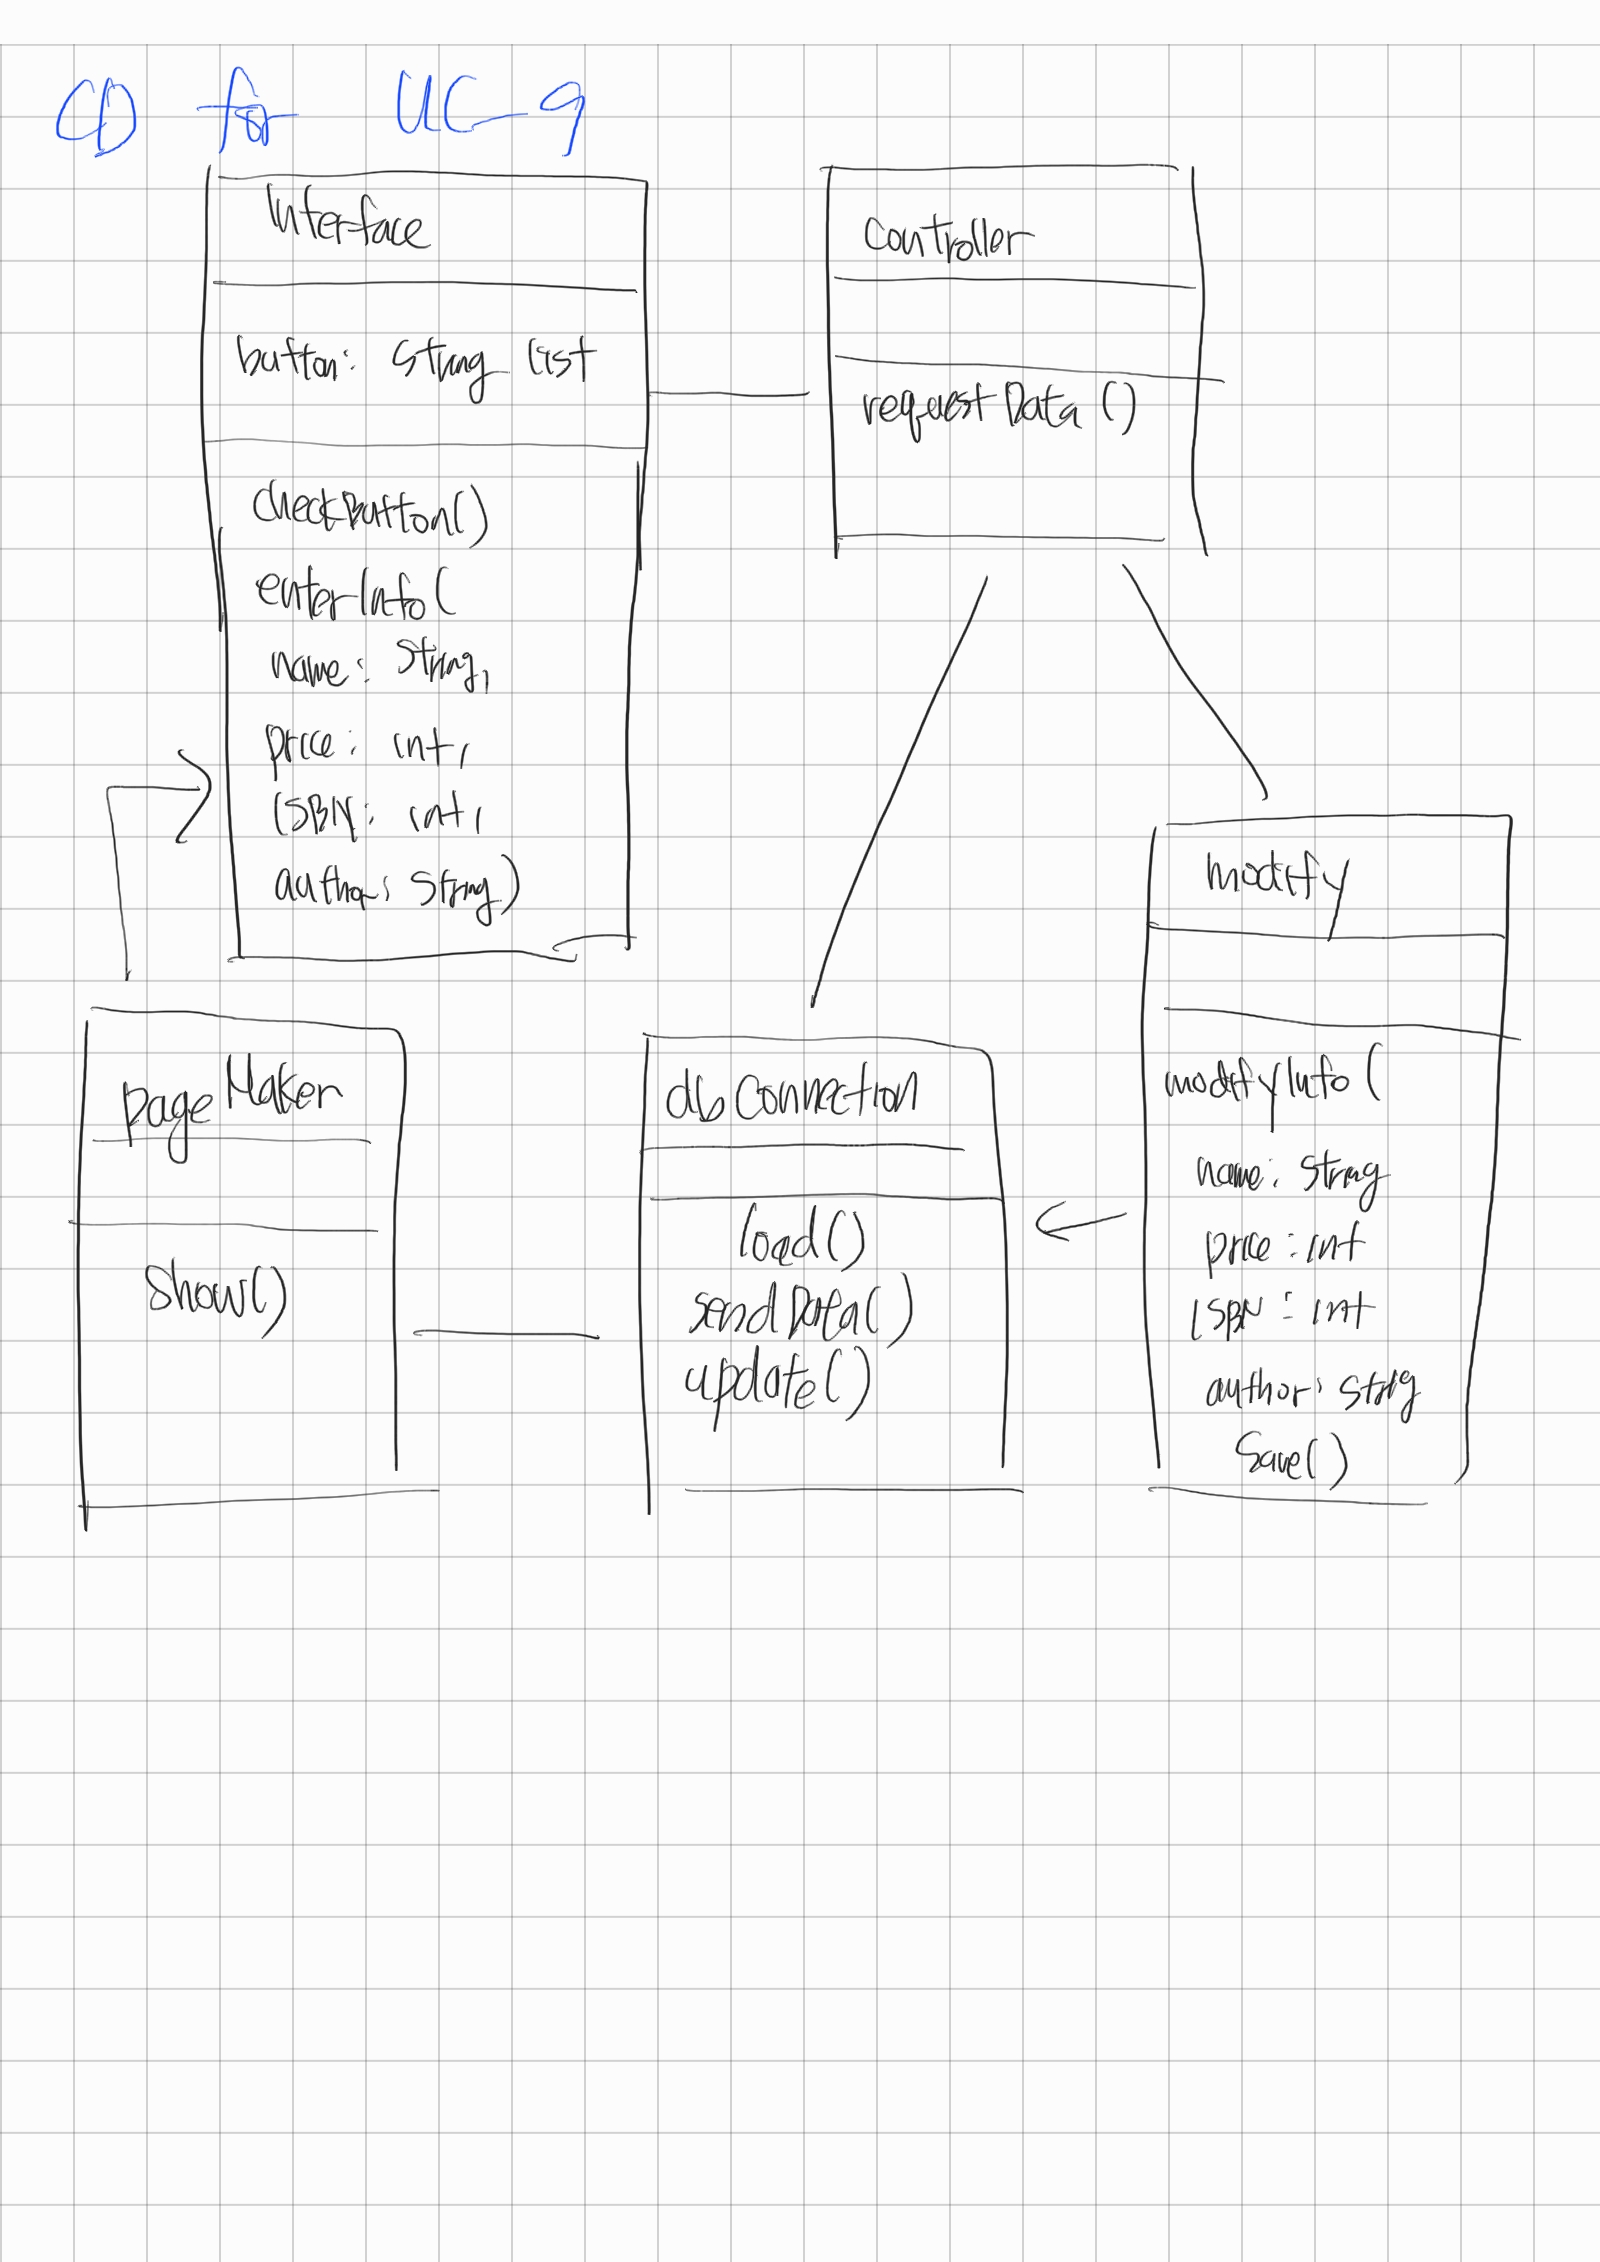 CD for UC-9
Interface
button: String list
checkButton()
enterInfo(
name: String,
price: int,
ISBN: int,
author: String)
controller
requestData()
modify
modifyInfo(
name: String
price: int
ISBN: int
author: String
Save()
pageMaker
show()
dbConnection
load()
sendData()
update()